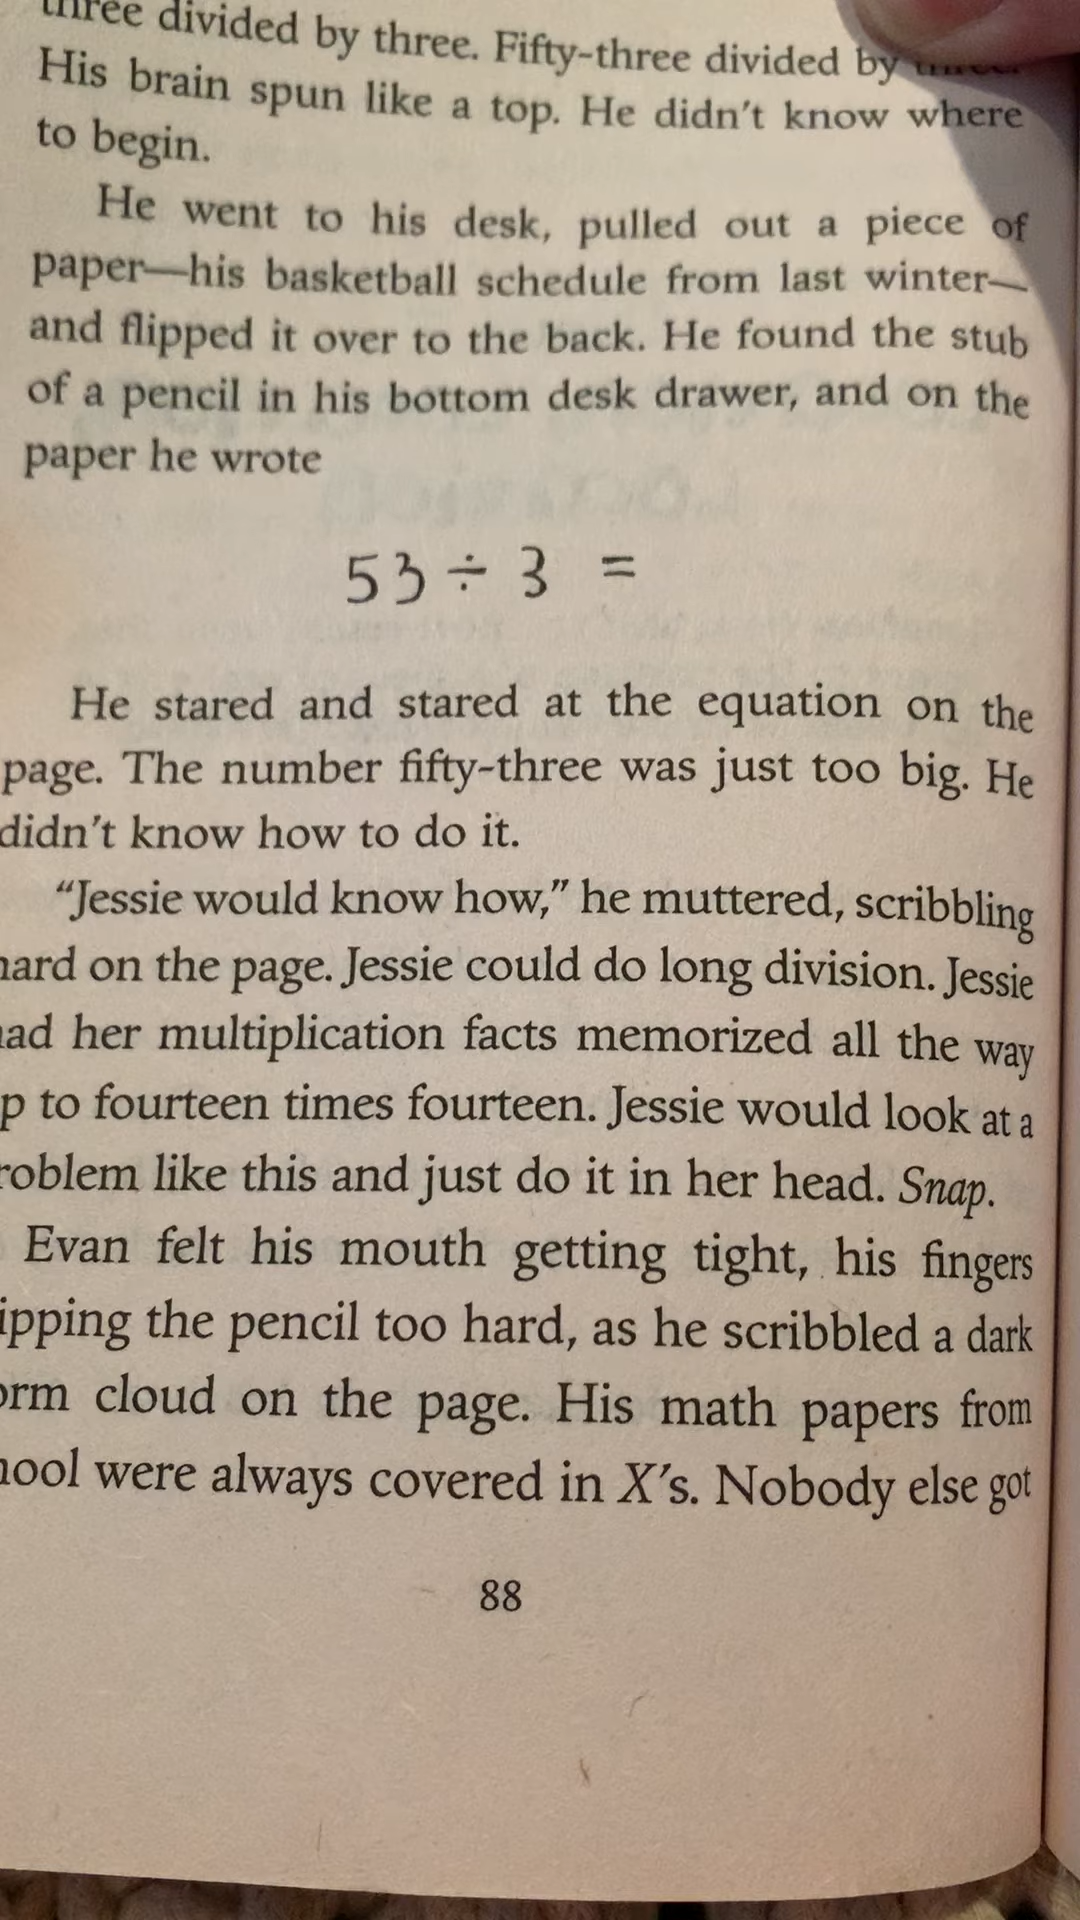 three divided by three. Fifty-three divided by three.
His brain spun like a top. He didn't know where
to begin.
He went to his desk, pulled out a piece of
paper—his basketball schedule from last winter—
and flipped it over to the back. He found the stub
of a pencil in his bottom desk drawer, and on the
paper he wrote
53 ÷ 3 =
He stared and stared at the equation on the
page. The number fifty-three was just too big. He
didn't know how to do it.
"Jessie would know how," he muttered, scribbling
hard on the page. Jessie could do long division. Jessie
had her multiplication facts memorized all the way
p to fourteen times fourteen. Jessie would look at a
roblem like this and just do it in her head. Snap.
Evan felt his mouth getting tight, his fingers
ipping the pencil too hard, as he scribbled a dark
orm cloud on the page. His math papers from
hool were always covered in X's. Nobody else got
88